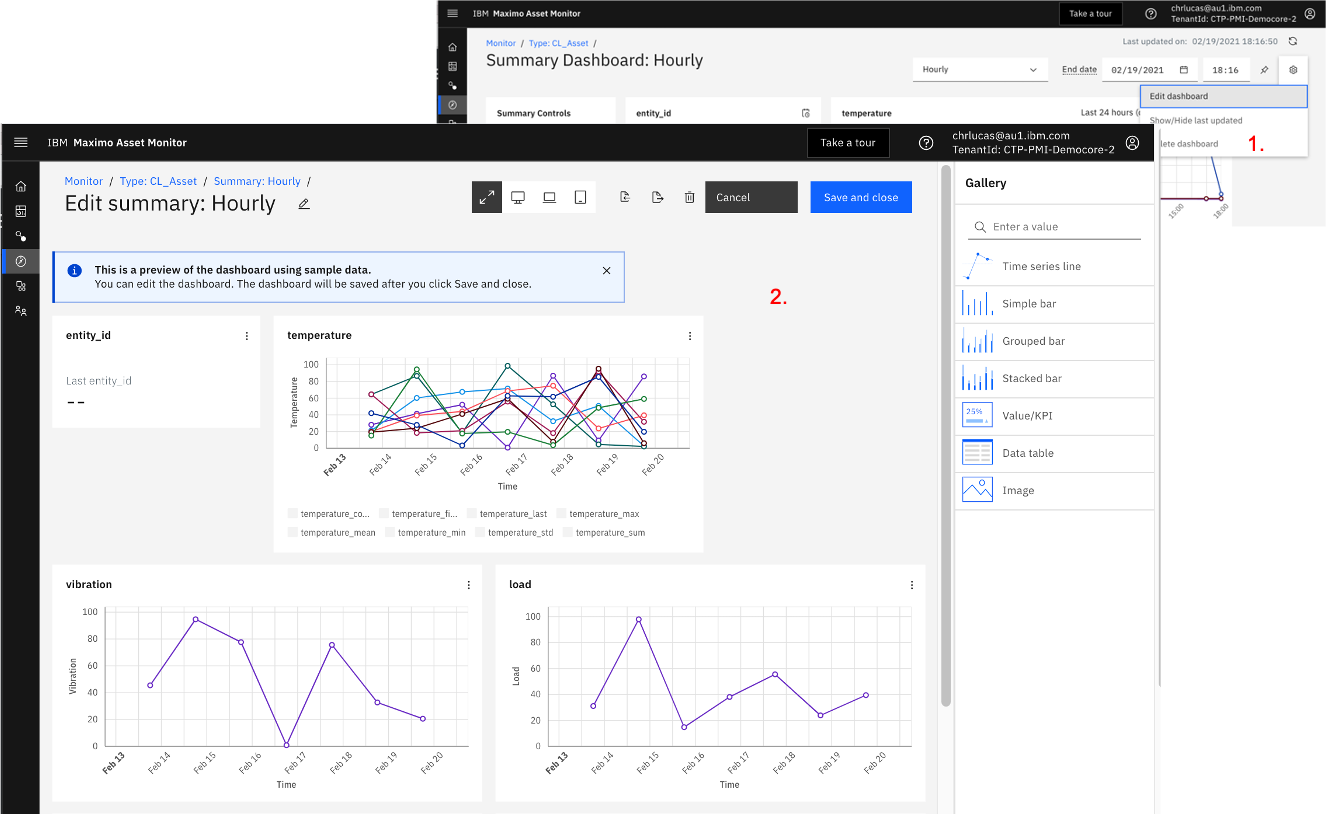 IBM Maximo Asset Monitor
Take a tour
chrlucas@au1.ibm.com
TenantId: CTP-PMI-Democore-2
Monitor / Type: CL_Asset /
Last updated on: 02/19/2021 18:16:50
Summary Dashboard: Hourly
Hourly
End date
02/19/2021
18:16
Edit dashboard
Show/Hide last updated
lete dashboard
1.
Summary Controls
entity_id
temperature
Last 24 hours (
15:00
18:00
IBM Maximo Asset Monitor
Take a tour
chrlucas@au1.ibm.com
TenantId: CTP-PMI-Democore-2
Monitor / Type: CL_Asset / Summary: Hourly /
Edit summary: Hourly
Cancel
Save and close
This is a preview of the dashboard using sample data.
You can edit the dashboard. The dashboard will be saved after you click Save and close.
2.
entity_id
Last entity_id
--
temperature
Temperature
100
80
60
40
20
0
Feb 13
Feb 14
Feb 15
Feb 16
Feb 17
Feb 18
Feb 19
Feb 20
Time
temperature_co... temperature_fi... temperature_last temperature_max
temperature_mean temperature_min temperature_std temperature_sum
vibration
Vibration
100
80
60
40
20
0
Feb 13
Feb 14
Feb 15
Feb 16
Feb 17
Feb 18
Feb 19
Feb 20
Time
load
Load
100
80
60
40
20
0
Feb 13
Feb 14
Feb 15
Feb 16
Feb 17
Feb 18
Feb 19
Feb 20
Time
Gallery
Enter a value
Time series line
Simple bar
Grouped bar
Stacked bar
25%
Value/KPI
Data table
Image